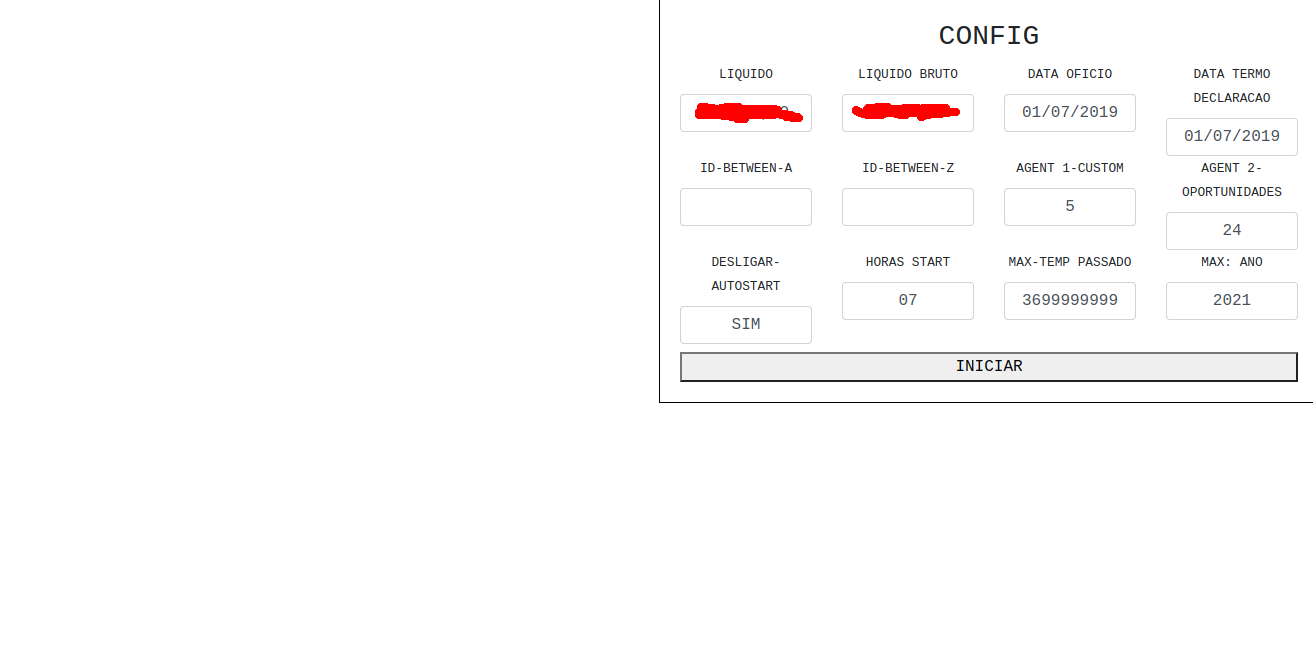 CONFIG
LIQUIDO LIQUIDO BRUTO DATA OFICIO DATA TERMO
DECLARACAO
01/07/2019
01/07/2019
ID-BETWEEN-A ID-BETWEEN-Z AGENT 1-CUSTOM AGENT 2-
OPORTUNIDADES
5
24
DESLIGAR- HORAS START MAX-TEMP PASSADO MAX: ANO
AUTOSTART
07 3699999999 2021
SIM
INICIAR